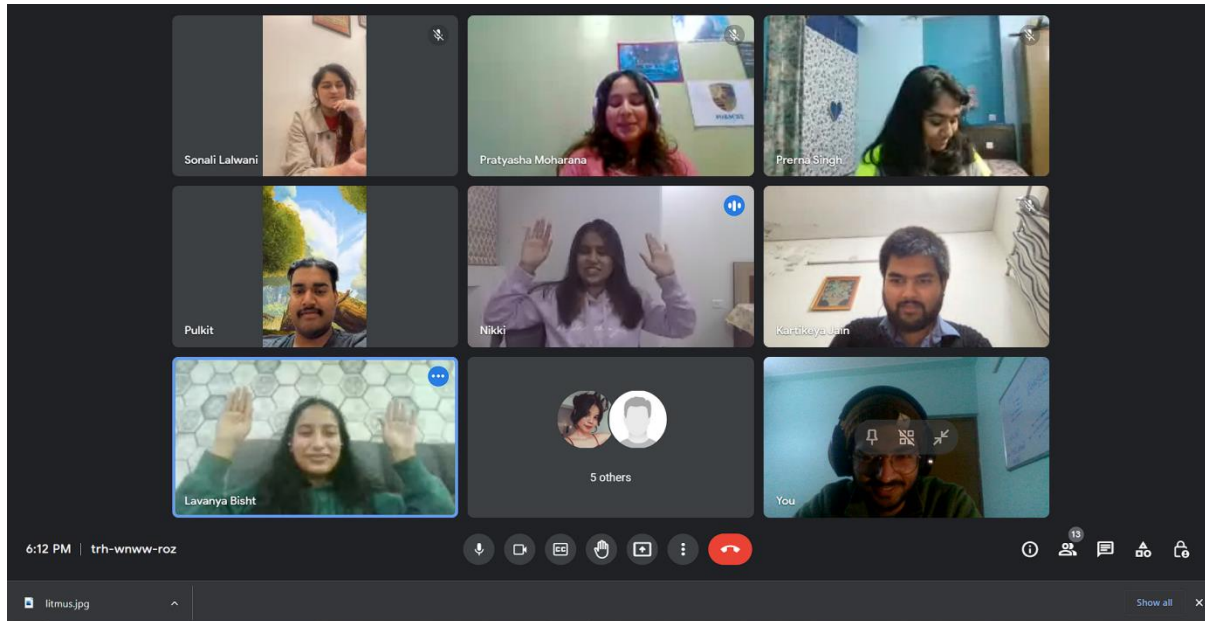 Sonali Lalwani
Pratyasha Moharana
Prerna Singh
Pulkit
Nikki
Kartikeya Jain
Lavanya Bisht
5 others
You
6:12 PM | trh-wnww-roz
CC
13
litmus.jpg
Show all